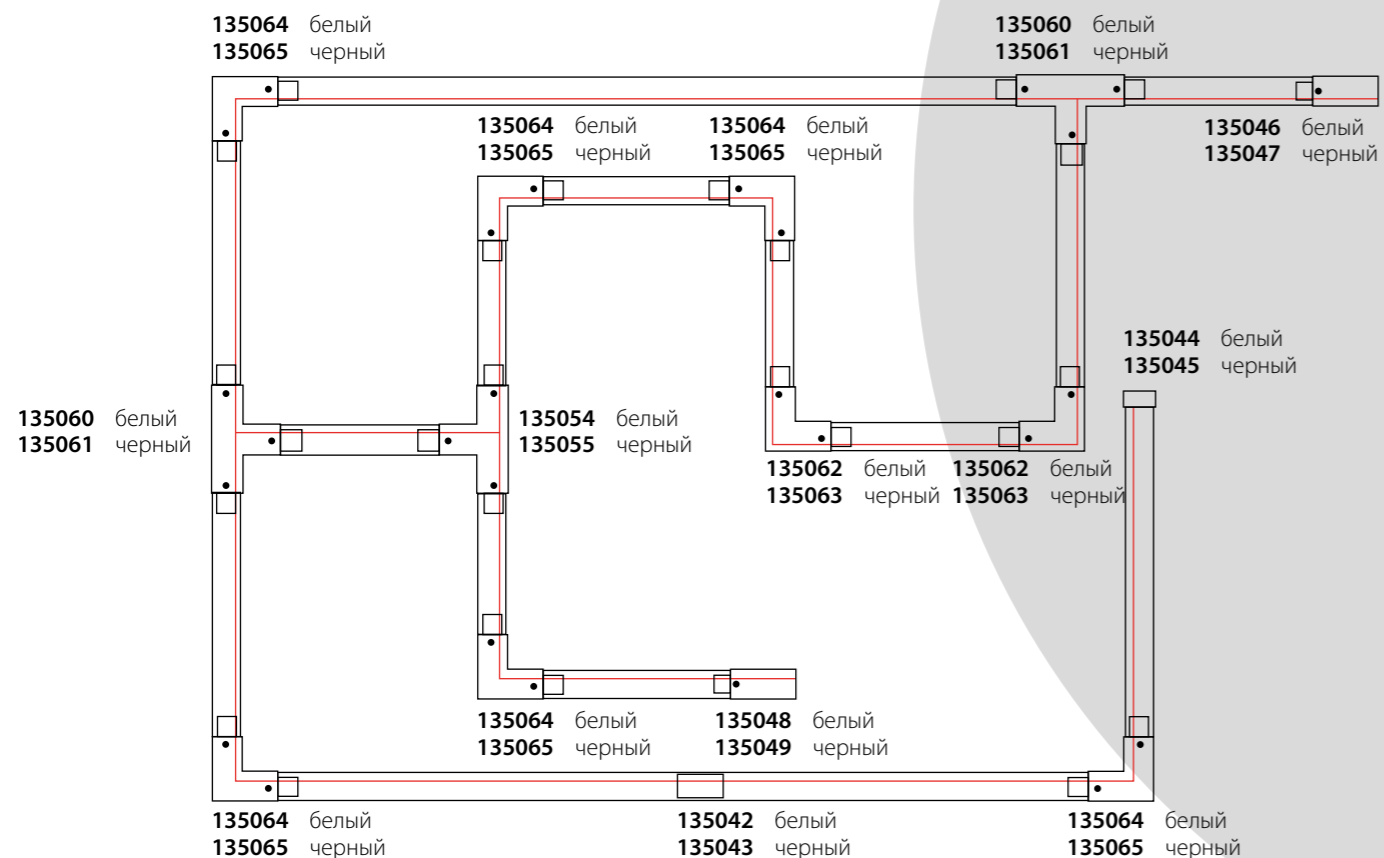 135064 белый
135065 черный
135060 белый
135061 черный
135064 белый
135065 черный
135064 белый
135065 черный
135046 белый
135047 черный
135044 белый
135045 черный
135060 белый
135061 черный
135054 белый
135055 черный
135062 белый
135063 черный
135062 белый
135063 черный
135064 белый
135065 черный
135048 белый
135049 черный
135064 белый
135065 черный
135042 белый
135043 черный
135064 белый
135065 черный